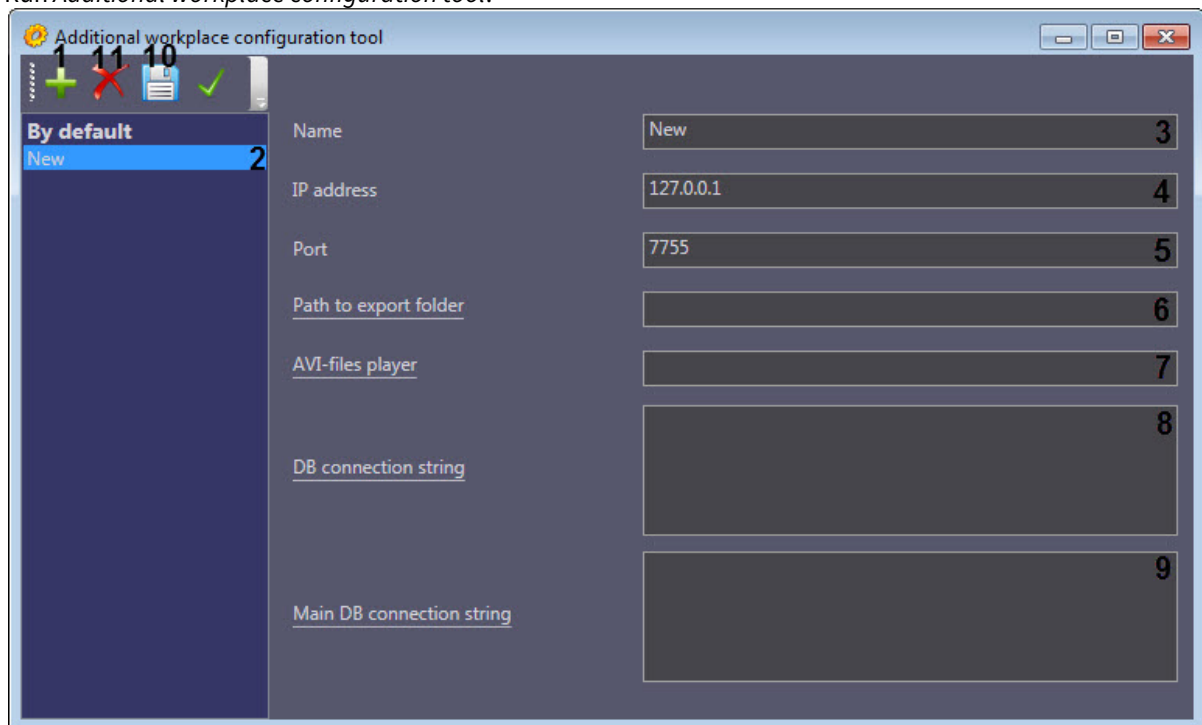 Run Additional workplace configuration tool.
Additional workplace configuration tool
1 11 10
By default
New 2
Name New 3
IP address 127.0.0.1 4
Port 7755 5
Path to export folder 6
AVI-files player 7
DB connection string 8
Main DB connection string 9